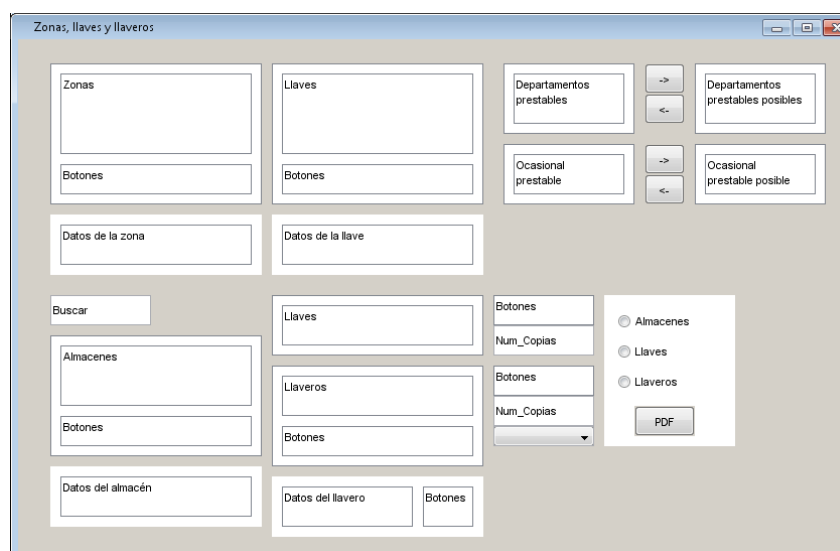 Zonas, llaves y llaveros
Zonas
Botones
Llaves
Botones
Departamentos
prestables
->
<-
Departamentos
prestables posibles
Ocasional
prestable
->
<-
Ocasional
prestable posible
Datos de la zona
Datos de la llave
Buscar
Almacenes
Botones
Datos del almacén
Llaves
Llaveros
Botones
Datos del llavero
Botones
Botones
Num_Copias
Botones
Num_Copias
Almacenes
Llaves
Llaveros
PDF